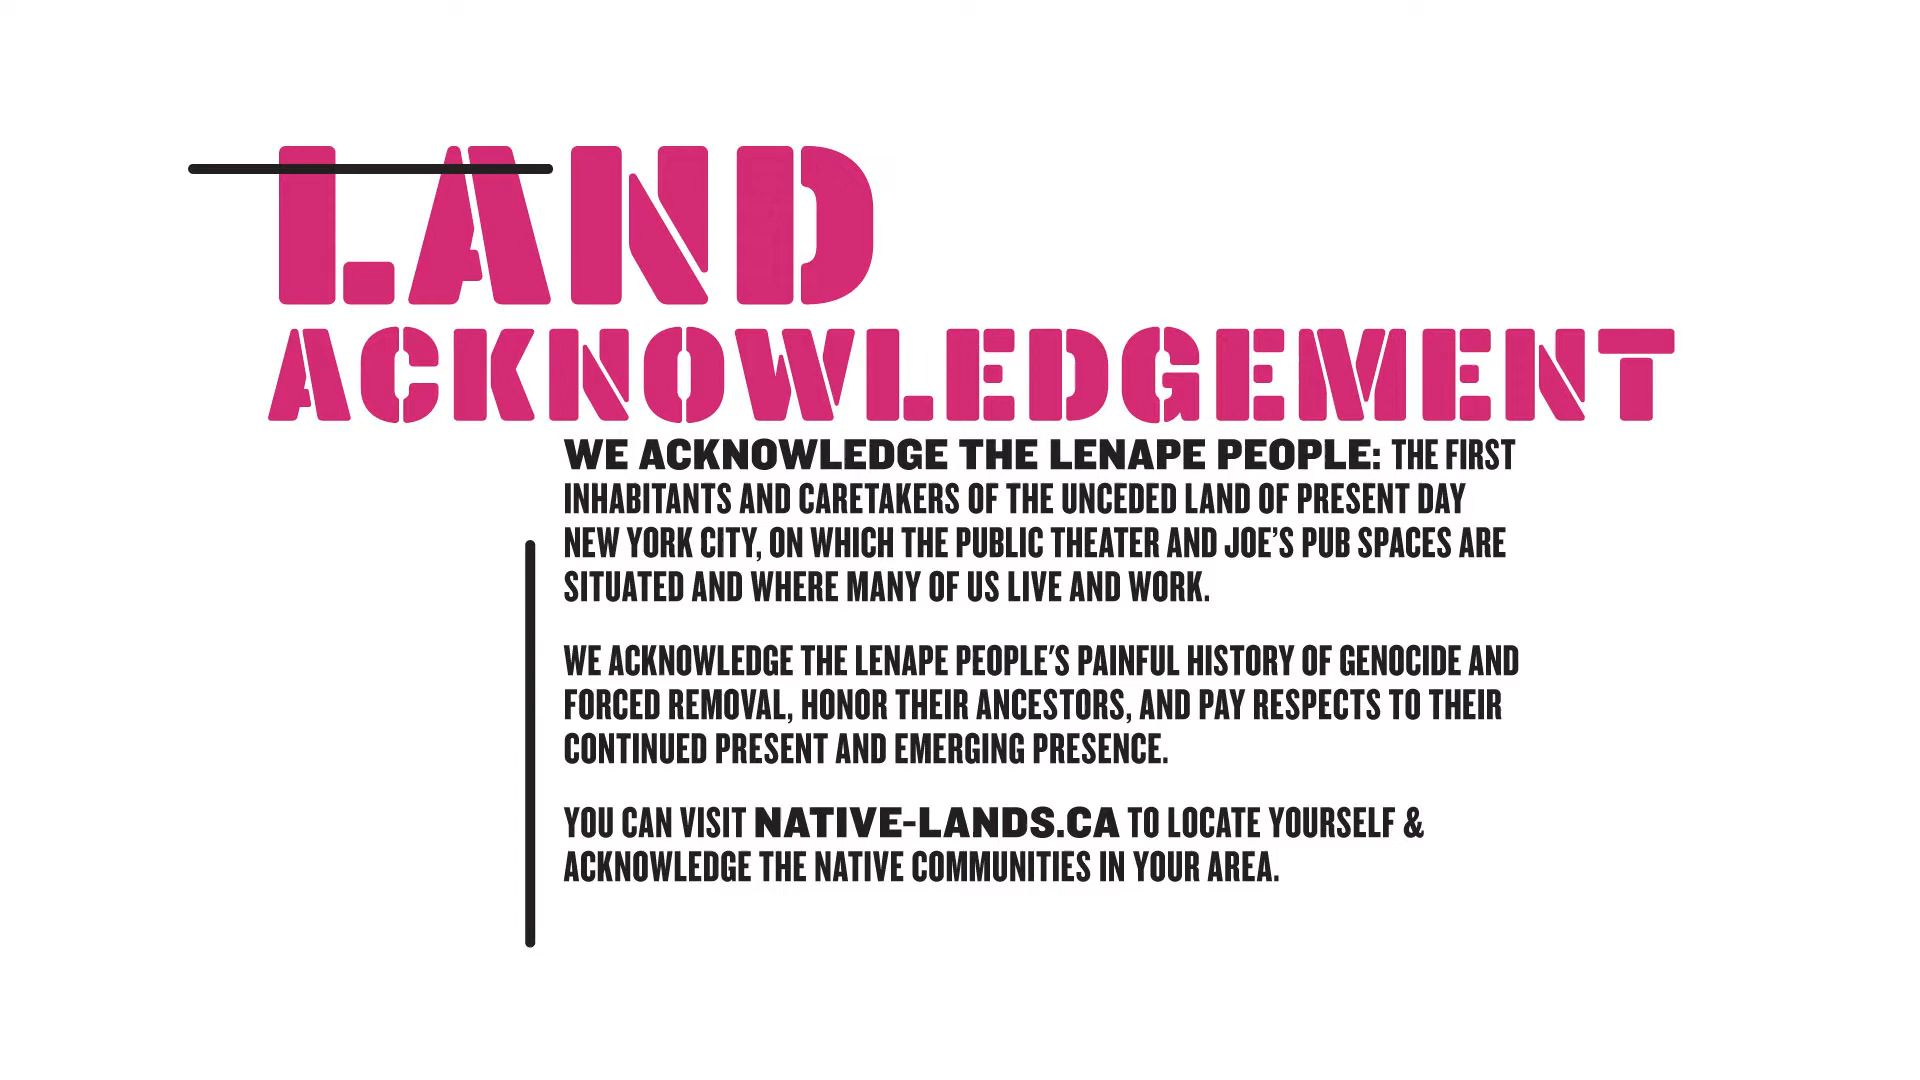 LAND
ACKNOWLEDGEMENT
WE ACKNOWLEDGE THE LENAPE PEOPLE: THE FIRST
INHABITANTS AND CARETAKERS OF THE UNCEDED LAND OF PRESENT DAY
NEW YORK CITY, ON WHICH THE PUBLIC THEATER AND JOE'S PUB SPACES ARE
SITUATED AND WHERE MANY OF US LIVE AND WORK.
WE ACKNOWLEDGE THE LENAPE PEOPLE'S PAINFUL HISTORY OF GENOCIDE AND
FORCED REMOVAL, HONOR THEIR ANCESTORS, AND PAY RESPECTS TO THEIR
CONTINUED PRESENT AND EMERGING PRESENCE.
YOU CAN VISIT NATIVE-LANDS.CA TO LOCATE YOURSELF &
ACKNOWLEDGE THE NATIVE COMMUNITIES IN YOUR AREA.